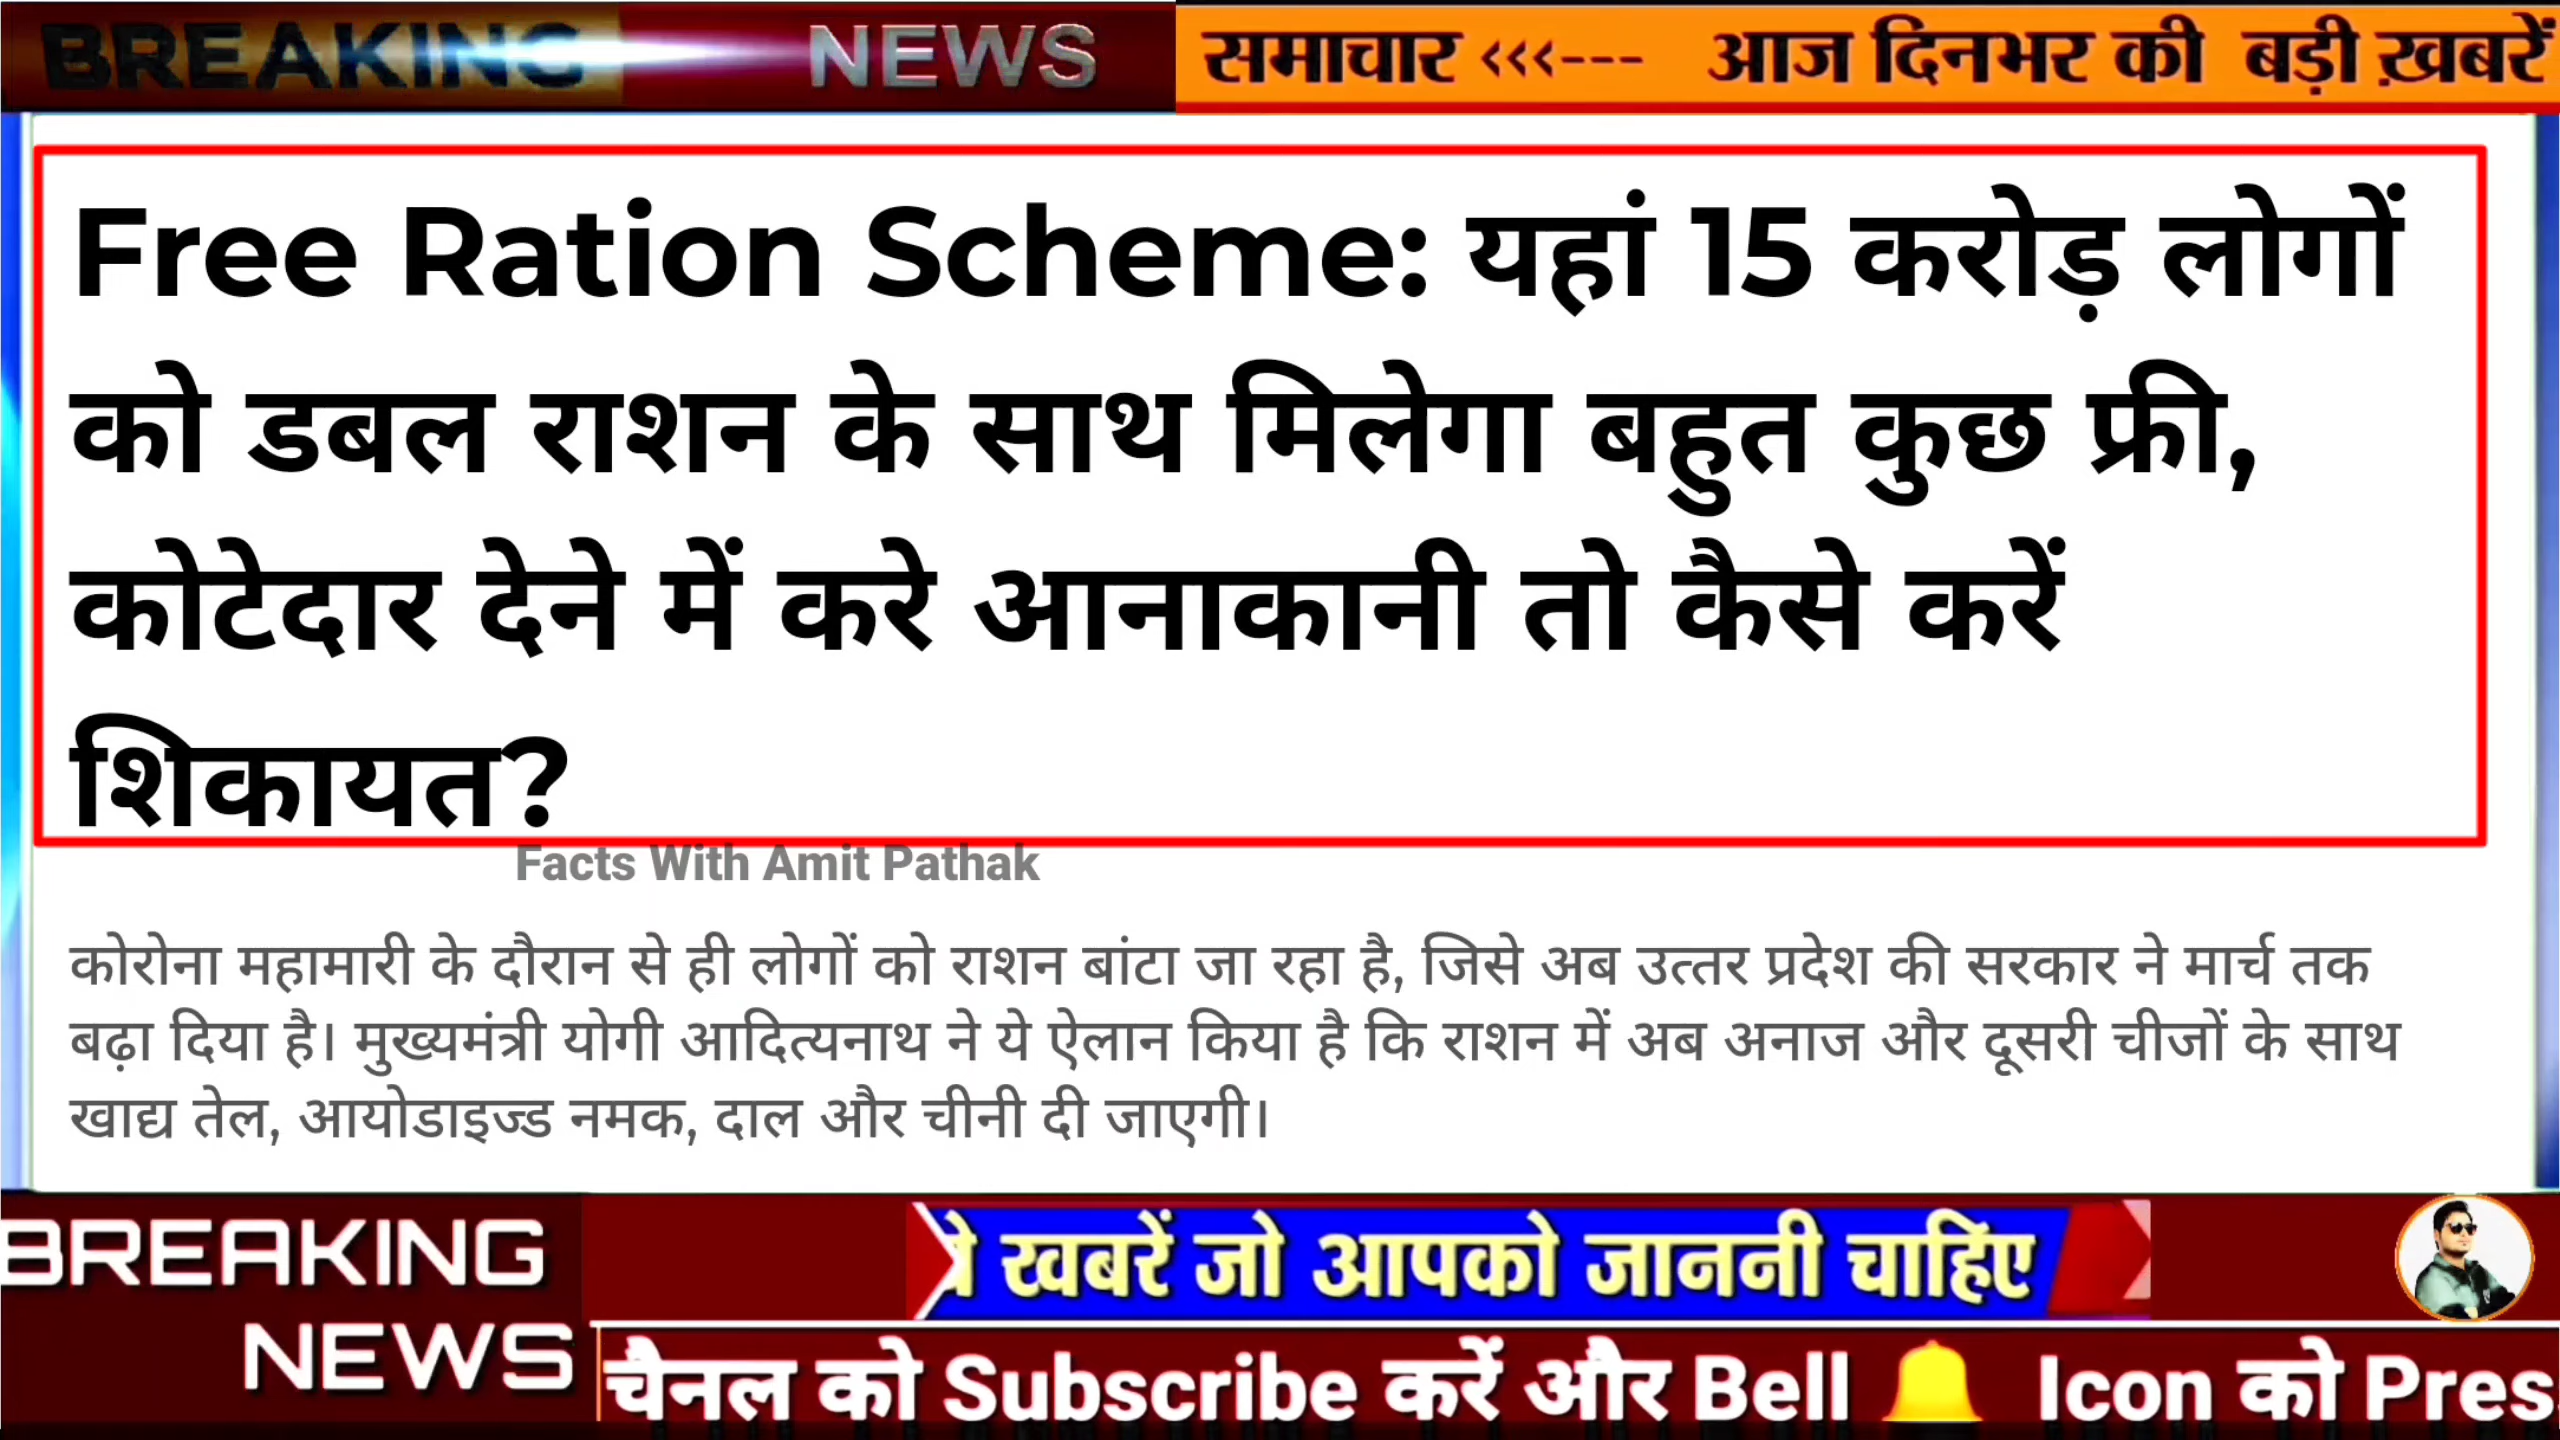 BREAKING NEWS समाचार <<<--- आज दिनभर की बड़ी ख़बरें
Free Ration Scheme: यहां 15 करोड़ लोगों
को डबल राशन के साथ मिलेगा बहुत कुछ फ्री,
कोटेदार देने में करे आनाकानी तो कैसे करें
शिकायत?
Facts With Amit Pathak
कोरोना महामारी के दौरान से ही लोगों को राशन बांटा जा रहा है, जिसे अब उत्तर प्रदेश की सरकार ने मार्च तक
बढ़ा दिया है। मुख्यमंत्री योगी आदित्यनाथ ने ये ऐलान किया है कि राशन में अब अनाज और दूसरी चीजों के साथ
खाद्य तेल, आयोडाइज्ड नमक, दाल और चीनी दी जाएगी।
BREAKING
NEWS
खबरें जो आपको जाननी चाहिए
चैनल को Subscribe करें और Bell 🔔 Icon को Pres